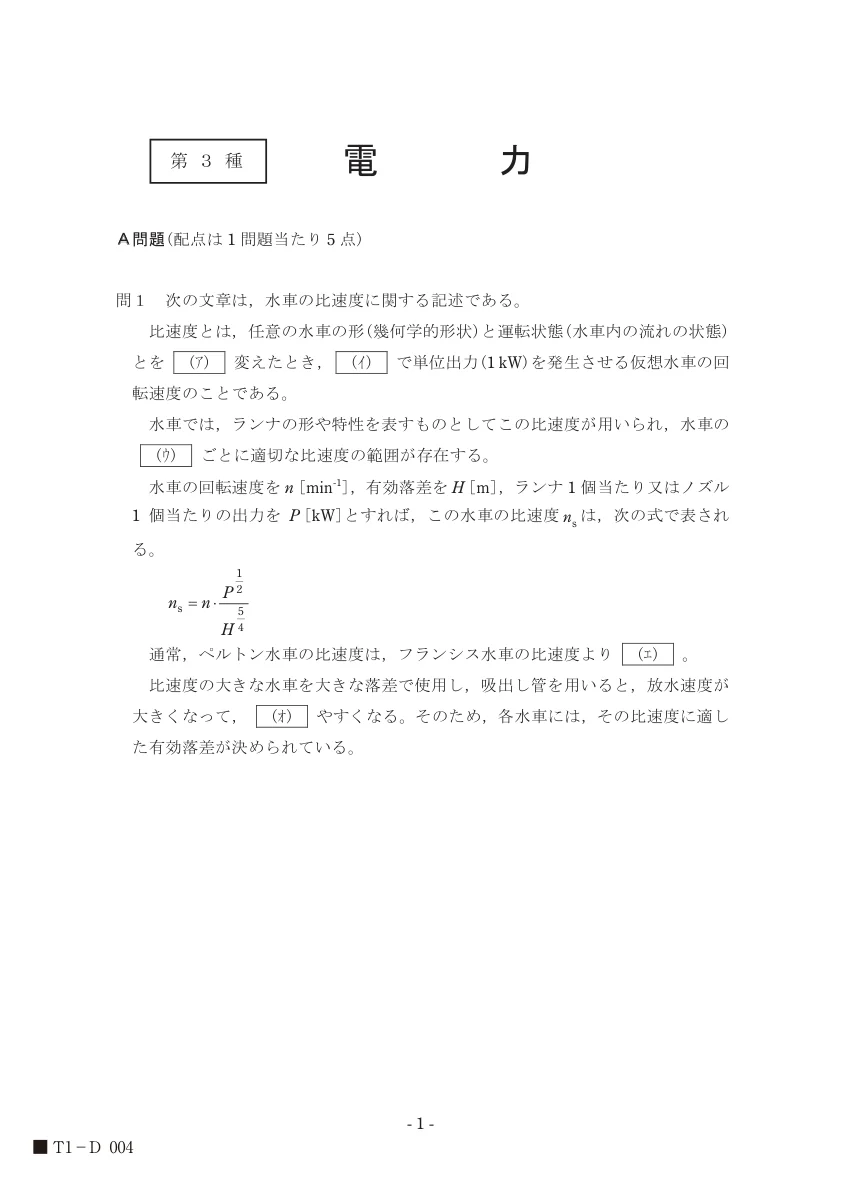 第 3 種
電 力
A問題(配点は1問題当たり5点)
問1 次の文章は，水車の比速度に関する記述である。
比速度とは，任意の水車の形(幾何学的形状)と運転状態(水車内の流れの状態)
とを (ア) 変えたとき， (イ) で単位出力(1 kW)を発生させる仮想水車の回
転速度のことである。
水車では，ランナの形や特性を表すものとしてこの比速度が用いられ，水車の
(ウ) ごとに適切な比速度の範囲が存在する。
水車の回転速度を n [min⁻¹]，有効落差を H [m]，ランナ1個当たり又はノズル
1 個当たりの出力を P [kW]とすれば，この水車の比速度 nₛ は，次の式で表され
る。
nₛ = n · P^(1/2) / H^(5/4)
通常，ペルトン水車の比速度は，フランシス水車の比速度より (エ) 。
比速度の大きな水車を大きな落差で使用し，吸出し管を用いると，放水速度が
大きくなって， (オ) やすくなる。そのため，各水車には，その比速度に適し
た有効落差が決められている。
- 1 -
■ T1－D 004